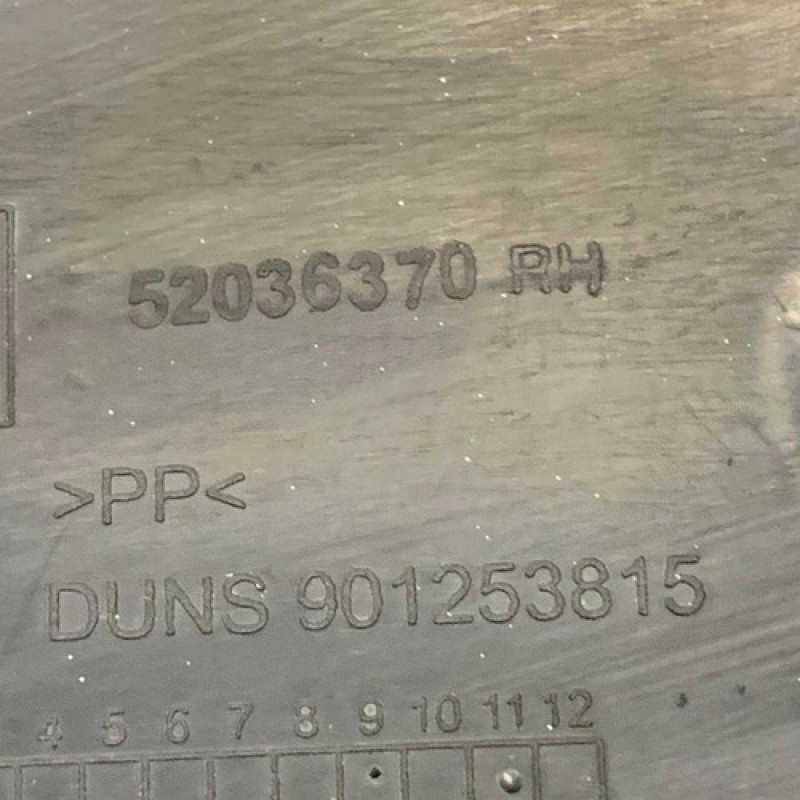 52036370 RH
>PP<
DUNS 901253815
4 5 6 7 8 9 10 11 12